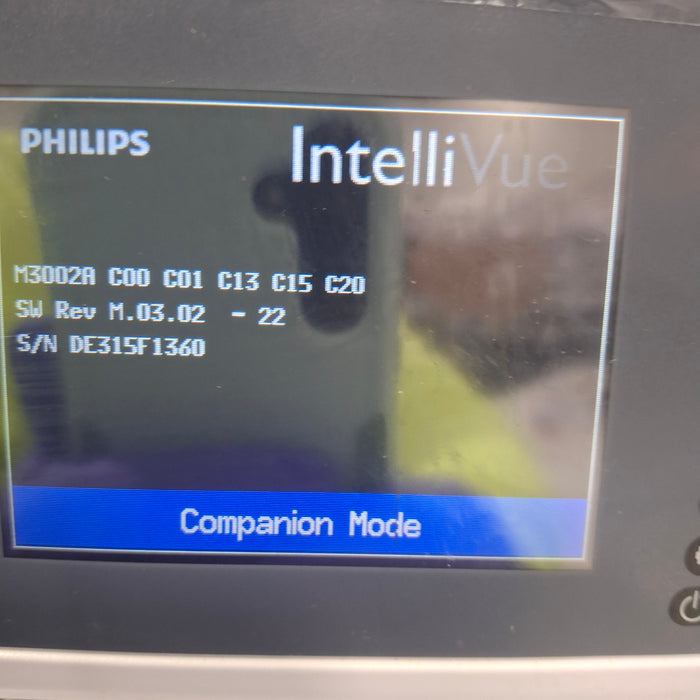 PHILIPS
IntelliVue
M3002A C00 C01 C13 C15 C20
SW Rev M.03.02 - 22
S/N DE315F1360
Companion Mode